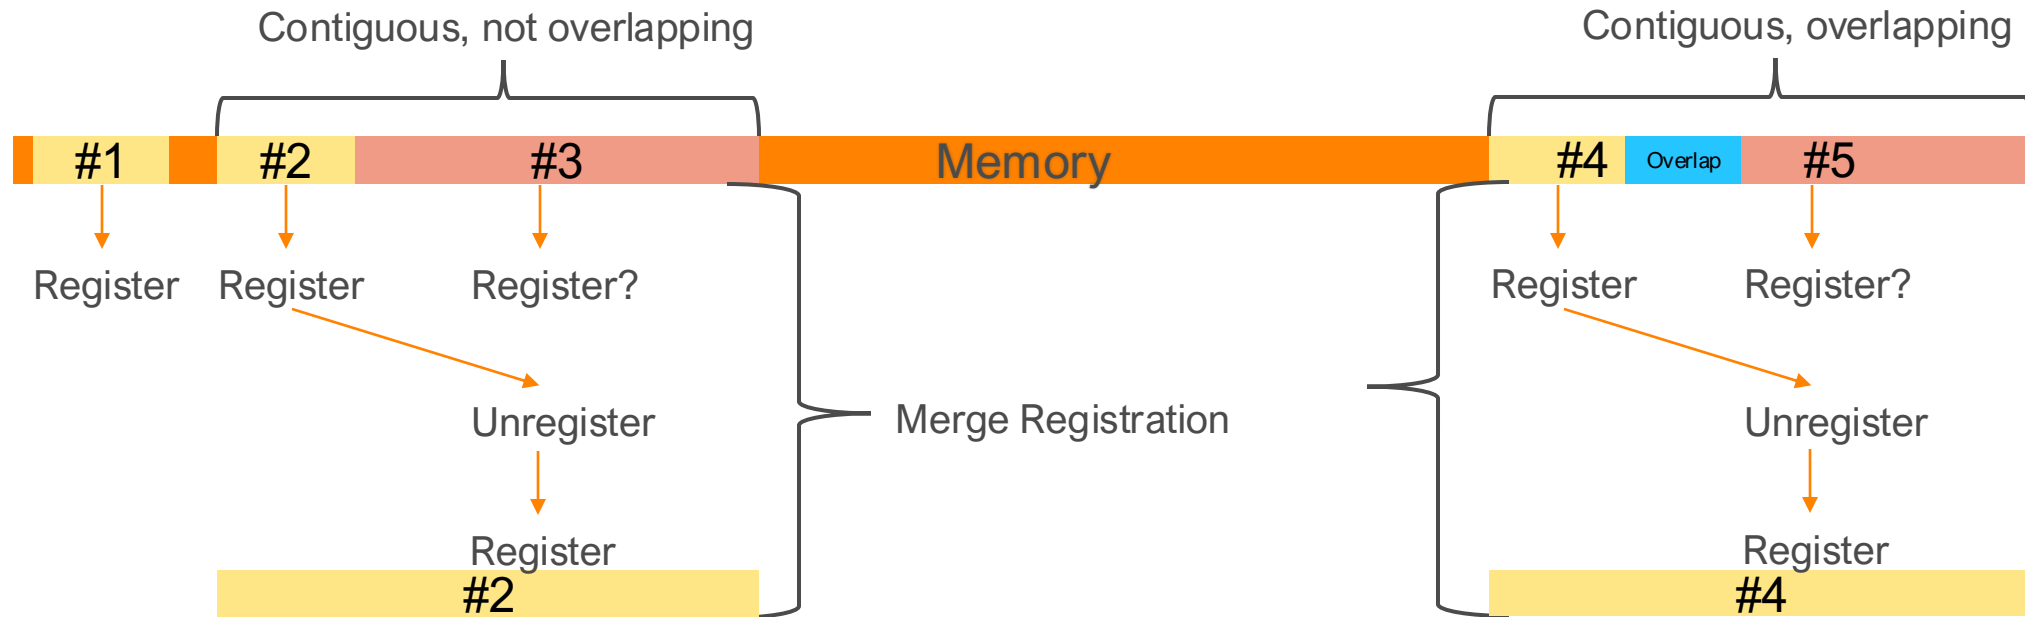 Contiguous, not overlapping
Contiguous, overlapping
#1
#2
#3
Memory
#4
Overlap
#5
Register
Register
Register?
Register
Register?
Unregister
Merge Registration
Unregister
Register
Register
#2
#4